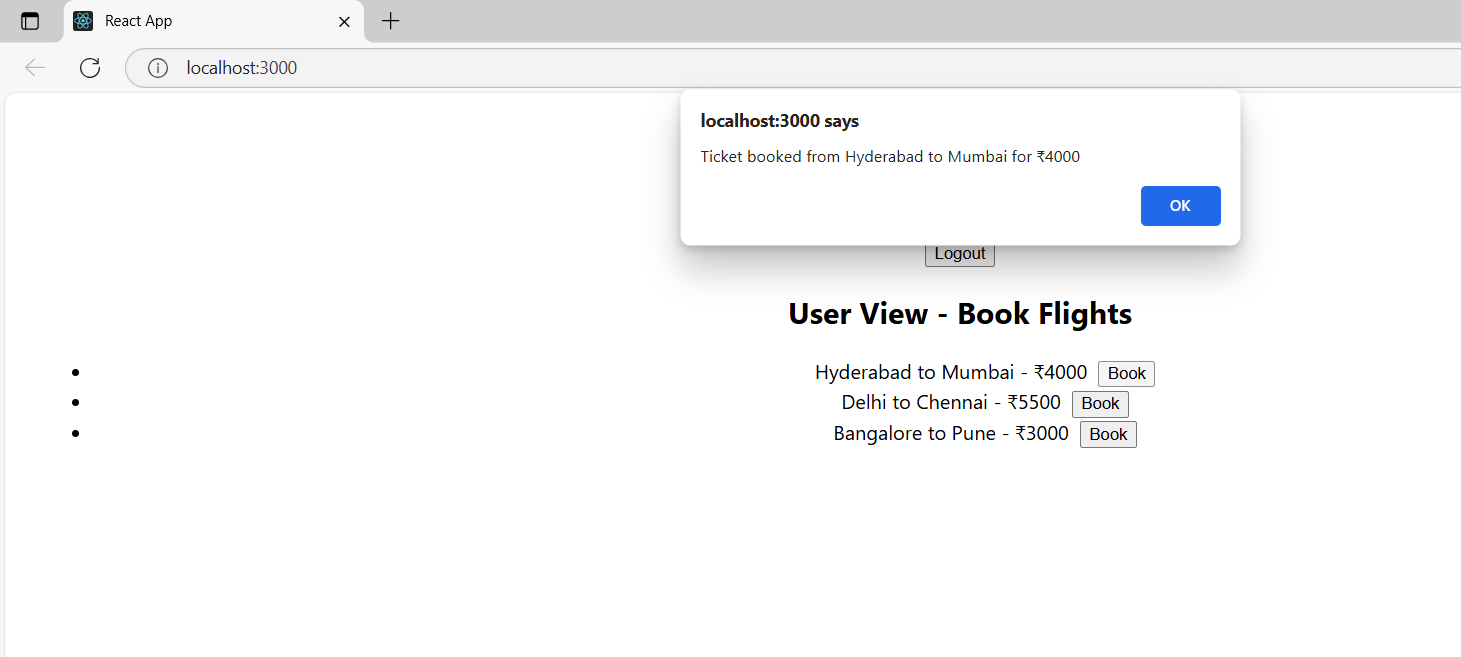 React App
localhost:3000
localhost:3000 says
Ticket booked from Hyderabad to Mumbai for ₹4000
OK
Logout
User View - Book Flights
Hyderabad to Mumbai - ₹4000 Book
Delhi to Chennai - ₹5500 Book
Bangalore to Pune - ₹3000 Book